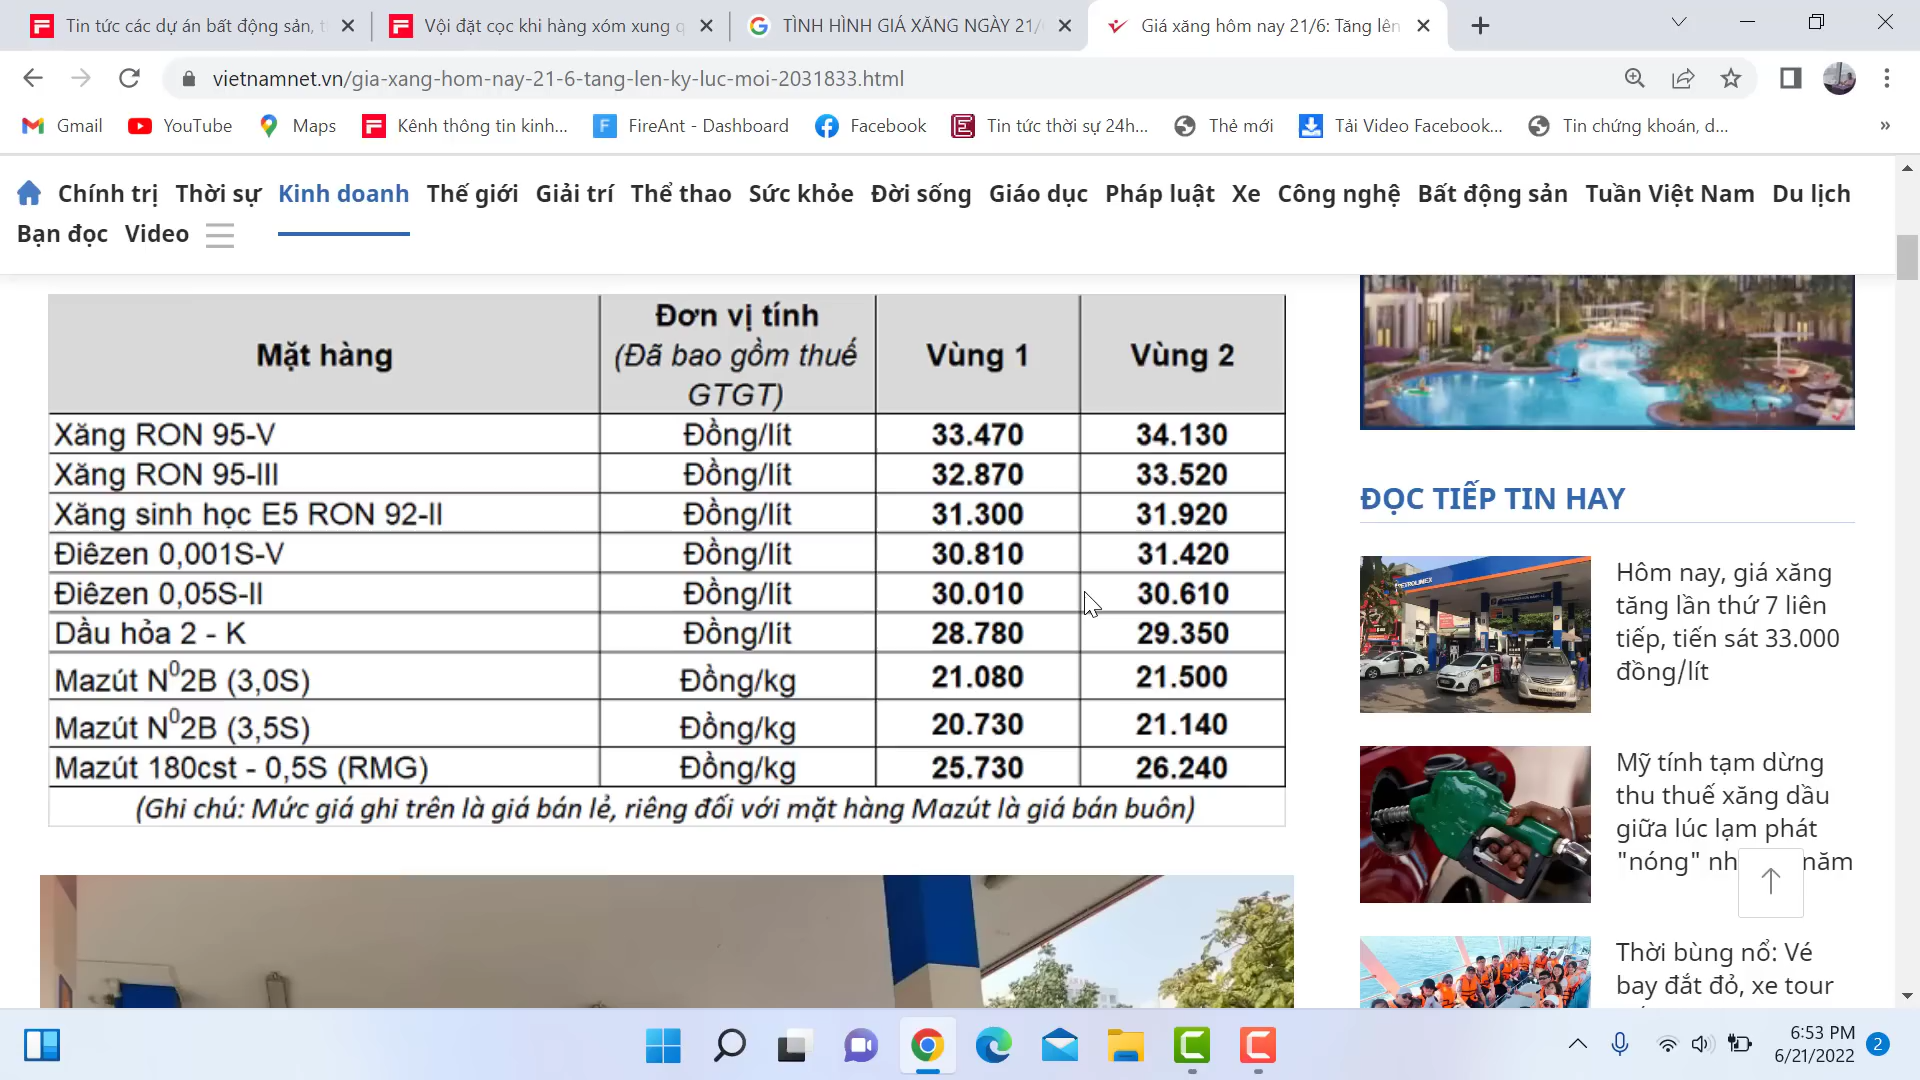 Tin tức các dự án bất động sản, t
Vội đặt cọc khi hàng xóm xung q
TÌNH HÌNH GIÁ XĂNG NGÀY 21/
Giá xăng hôm nay 21/6: Tăng lên
vietnamnet.vn/gia-xang-hom-nay-21-6-tang-len-ky-luc-moi-2031833.html
Gmail YouTube Maps Kênh thông tin kinh... FireAnt - Dashboard Facebook Tin tức thời sự 24h... Thẻ mới Tải Video Facebook... Tin chứng khoán, d... »
Chính trị Thời sự Kinh doanh Thế giới Giải trí Thể thao Sức khỏe Đời sống Giáo dục Pháp luật Xe Công nghệ Bất động sản Tuần Việt Nam Du lịch
Bạn đọc Video
Mặt hàng Đơn vị tính (Đã bao gồm thuế GTGT) Vùng 1 Vùng 2
Xăng RON 95-V Đồng/lít 33.470 34.130
Xăng RON 95-III Đồng/lít 32.870 33.520
Xăng sinh học E5 RON 92-II Đồng/lít 31.300 31.920
Điêzen 0,001S-V Đồng/lít 30.810 31.420
Điêzen 0,05S-II Đồng/lít 30.010 30.610
Dầu hỏa 2 - K Đồng/lít 28.780 29.350
Mazút N⁰2B (3,0S) Đồng/kg 21.080 21.500
Mazút N⁰2B (3,5S) Đồng/kg 20.730 21.140
Mazút 180cst - 0,5S (RMG) Đồng/kg 25.730 26.240
(Ghi chú: Mức giá ghi trên là giá bán lẻ, riêng đối với mặt hàng Mazút là giá bán buôn)
ĐỌC TIẾP TIN HAY
PETROLIMEX
Hôm nay, giá xăng
tăng lần thứ 7 liên
tiếp, tiến sát 33.000
đồng/lít
Mỹ tính tạm dừng
thu thuế xăng dầu
giữa lúc lạm phát
"nóng" nh năm
Thời bùng nổ: Vé
bay đắt đỏ, xe tour
6:53 PM
6/21/2022
2